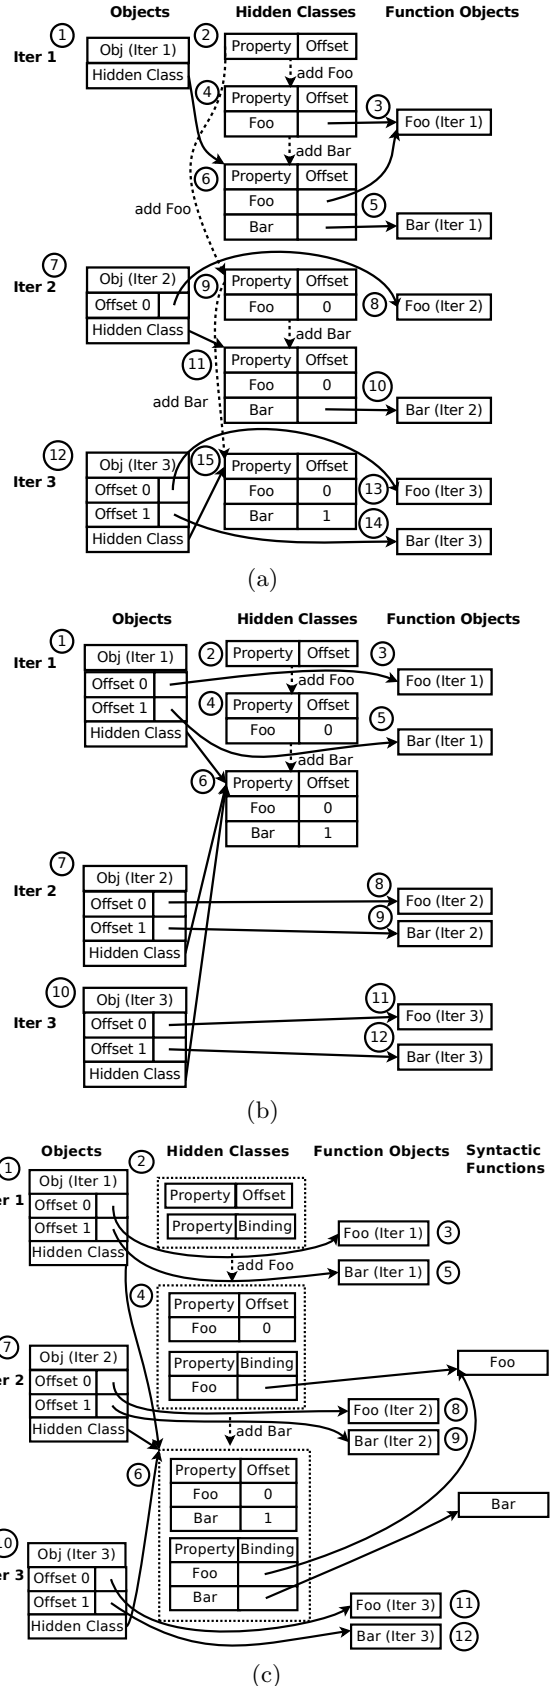 Objects Hidden Classes Function Objects
1 2
Iter 1
Obj (Iter 1)
Hidden Class
Property Offset
add Foo
4 3
Property Offset
Foo
Foo (Iter 1)
add Bar
6
Property Offset
Foo
Bar
5
Bar (Iter 1)
add Foo
7
Iter 2
Obj (Iter 2)
Offset 0
Hidden Class
9
Property Offset
Foo 0
8
Foo (Iter 2)
add Bar
11
Property Offset
Foo 0
Bar
10
Bar (Iter 2)
add Bar
12
Iter 3
Obj (Iter 3)
Offset 0
Offset 1
Hidden Class
15
Property Offset
Foo 0
Bar 1
13
Foo (Iter 3)
14
Bar (Iter 3)
(a)
Objects Hidden Classes Function Objects
1
Iter 1
Obj (Iter 1)
Offset 0
Offset 1
Hidden Class
2
Property Offset
3
Foo (Iter 1)
add Foo
4
Property Offset
Foo 0
5
Bar (Iter 1)
add Bar
6
Property Offset
Foo 0
Bar 1
7
Iter 2
Obj (Iter 2)
Offset 0
Offset 1
Hidden Class
8
Foo (Iter 2)
9
Bar (Iter 2)
10
Iter 3
Obj (Iter 3)
Offset 0
Offset 1
Hidden Class
11
Foo (Iter 3)
12
Bar (Iter 3)
(b)
Objects Hidden Classes Function Objects Syntactic
Functions
1
er 1
Obj (Iter 1)
Offset 0
Offset 1
Hidden Class
2
Property Offset
Property Binding
Foo (Iter 1) 3
add Foo
Bar (Iter 1) 5
4
Property Offset
Foo 0
Property Binding
Foo
Foo
7
er 2
Obj (Iter 2)
Offset 0
Offset 1
Hidden Class
Foo (Iter 2) 8
Bar (Iter 2) 9
add Bar
6
Property Offset
Foo 0
Bar 1
Property Binding
Foo
Bar
Bar
10
er 3
Obj (Iter 3)
Offset 0
Offset 1
Hidden Class
Foo (Iter 3) 11
Bar (Iter 3) 12
(c)